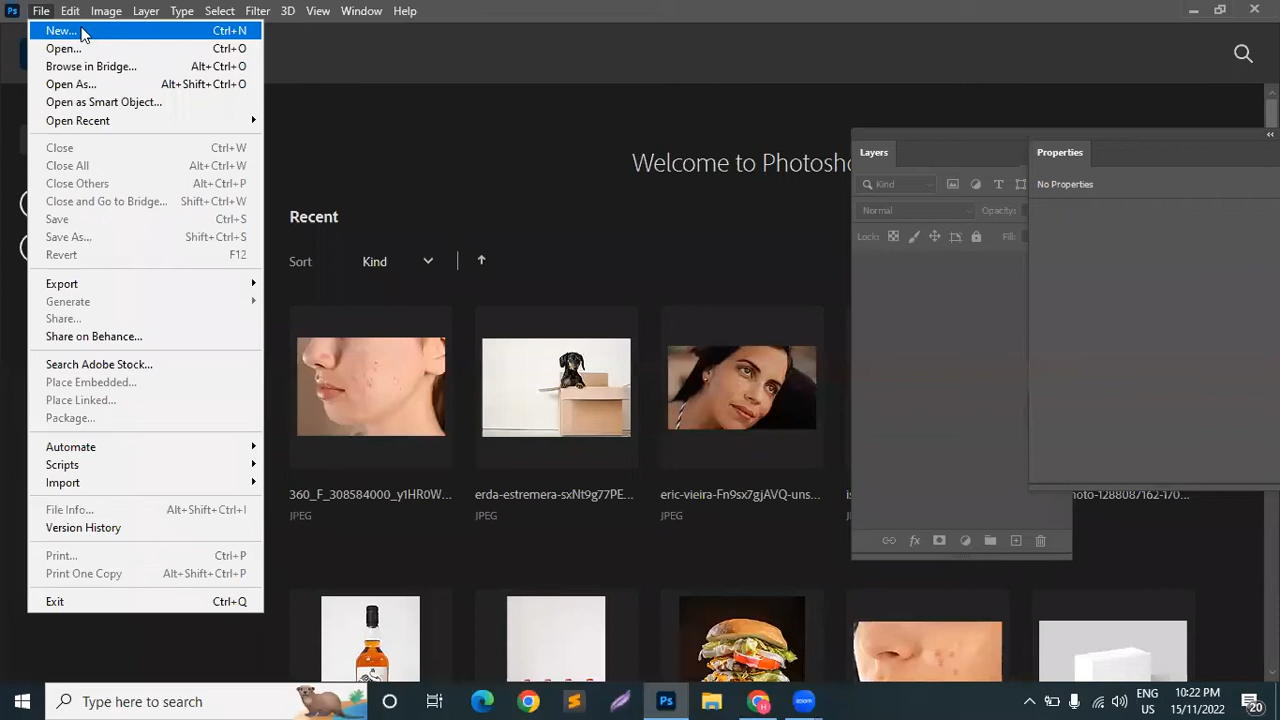 Ps File Edit Image Layer Type Select Filter 3D View Window Help
New... Ctrl+N
Open... Ctrl+O
Browse in Bridge... Alt+Ctrl+O
Open As... Alt+Shift+Ctrl+O
Open as Smart Object...
Open Recent
Close Ctrl+W
Close All Alt+Ctrl+W
Close Others Alt+Ctrl+P
Close and Go to Bridge... Shift+Ctrl+W
Save Ctrl+S
Save As... Shift+Ctrl+S
Revert F12
Export
Generate
Share...
Share on Behance...
Search Adobe Stock...
Place Embedded...
Place Linked...
Package...
Automate
Scripts
Import
File Info... Alt+Shift+Ctrl+I
Version History
Print... Ctrl+P
Print One Copy Alt+Shift+Ctrl+P
Exit Ctrl+Q
Welcome to Photosho
Recent
Sort Kind
360_F_308584000_y1HR0W...
JPEG
erda-estremera-sxNt9g77PE...
JPEG
eric-vieira-Fn9sx7gjAVQ-uns...
JPEG
JPEG
oto-1288087162-170...
Layers
Kind
Normal Opacity:
Lock: Fill:
Properties
No Properties
Type here to search
Ps
zoom
ENG
US
10:22 PM
15/11/2022
20